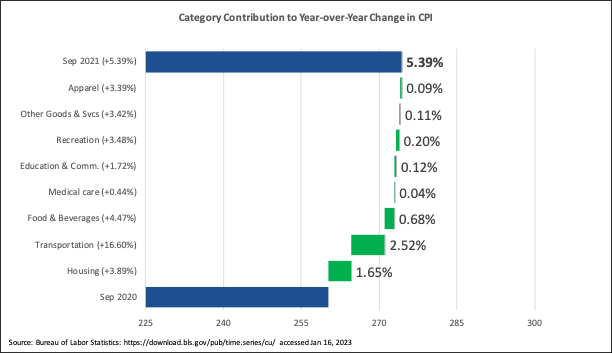 Category Contribution to Year-over-Year Change in CPI
Sep 2021 (+5.39%) 5.39%
Apparel (+3.39%) 0.09%
Other Goods & Svcs (+3.42%) 0.11%
Recreation (+3.48%) 0.20%
Education & Comm. (+1.72%) 0.12%
Medical care (+0.44%) 0.04%
Food & Beverages (+4.47%) 0.68%
Transportation (+16.60%) 2.52%
Housing (+3.89%) 1.65%
Sep 2020
225 240 255 270 285 300
Source: Bureau of Labor Statistics: https://download.bls.gov/pub/time.series/cu/ accessed Jan 16, 2023